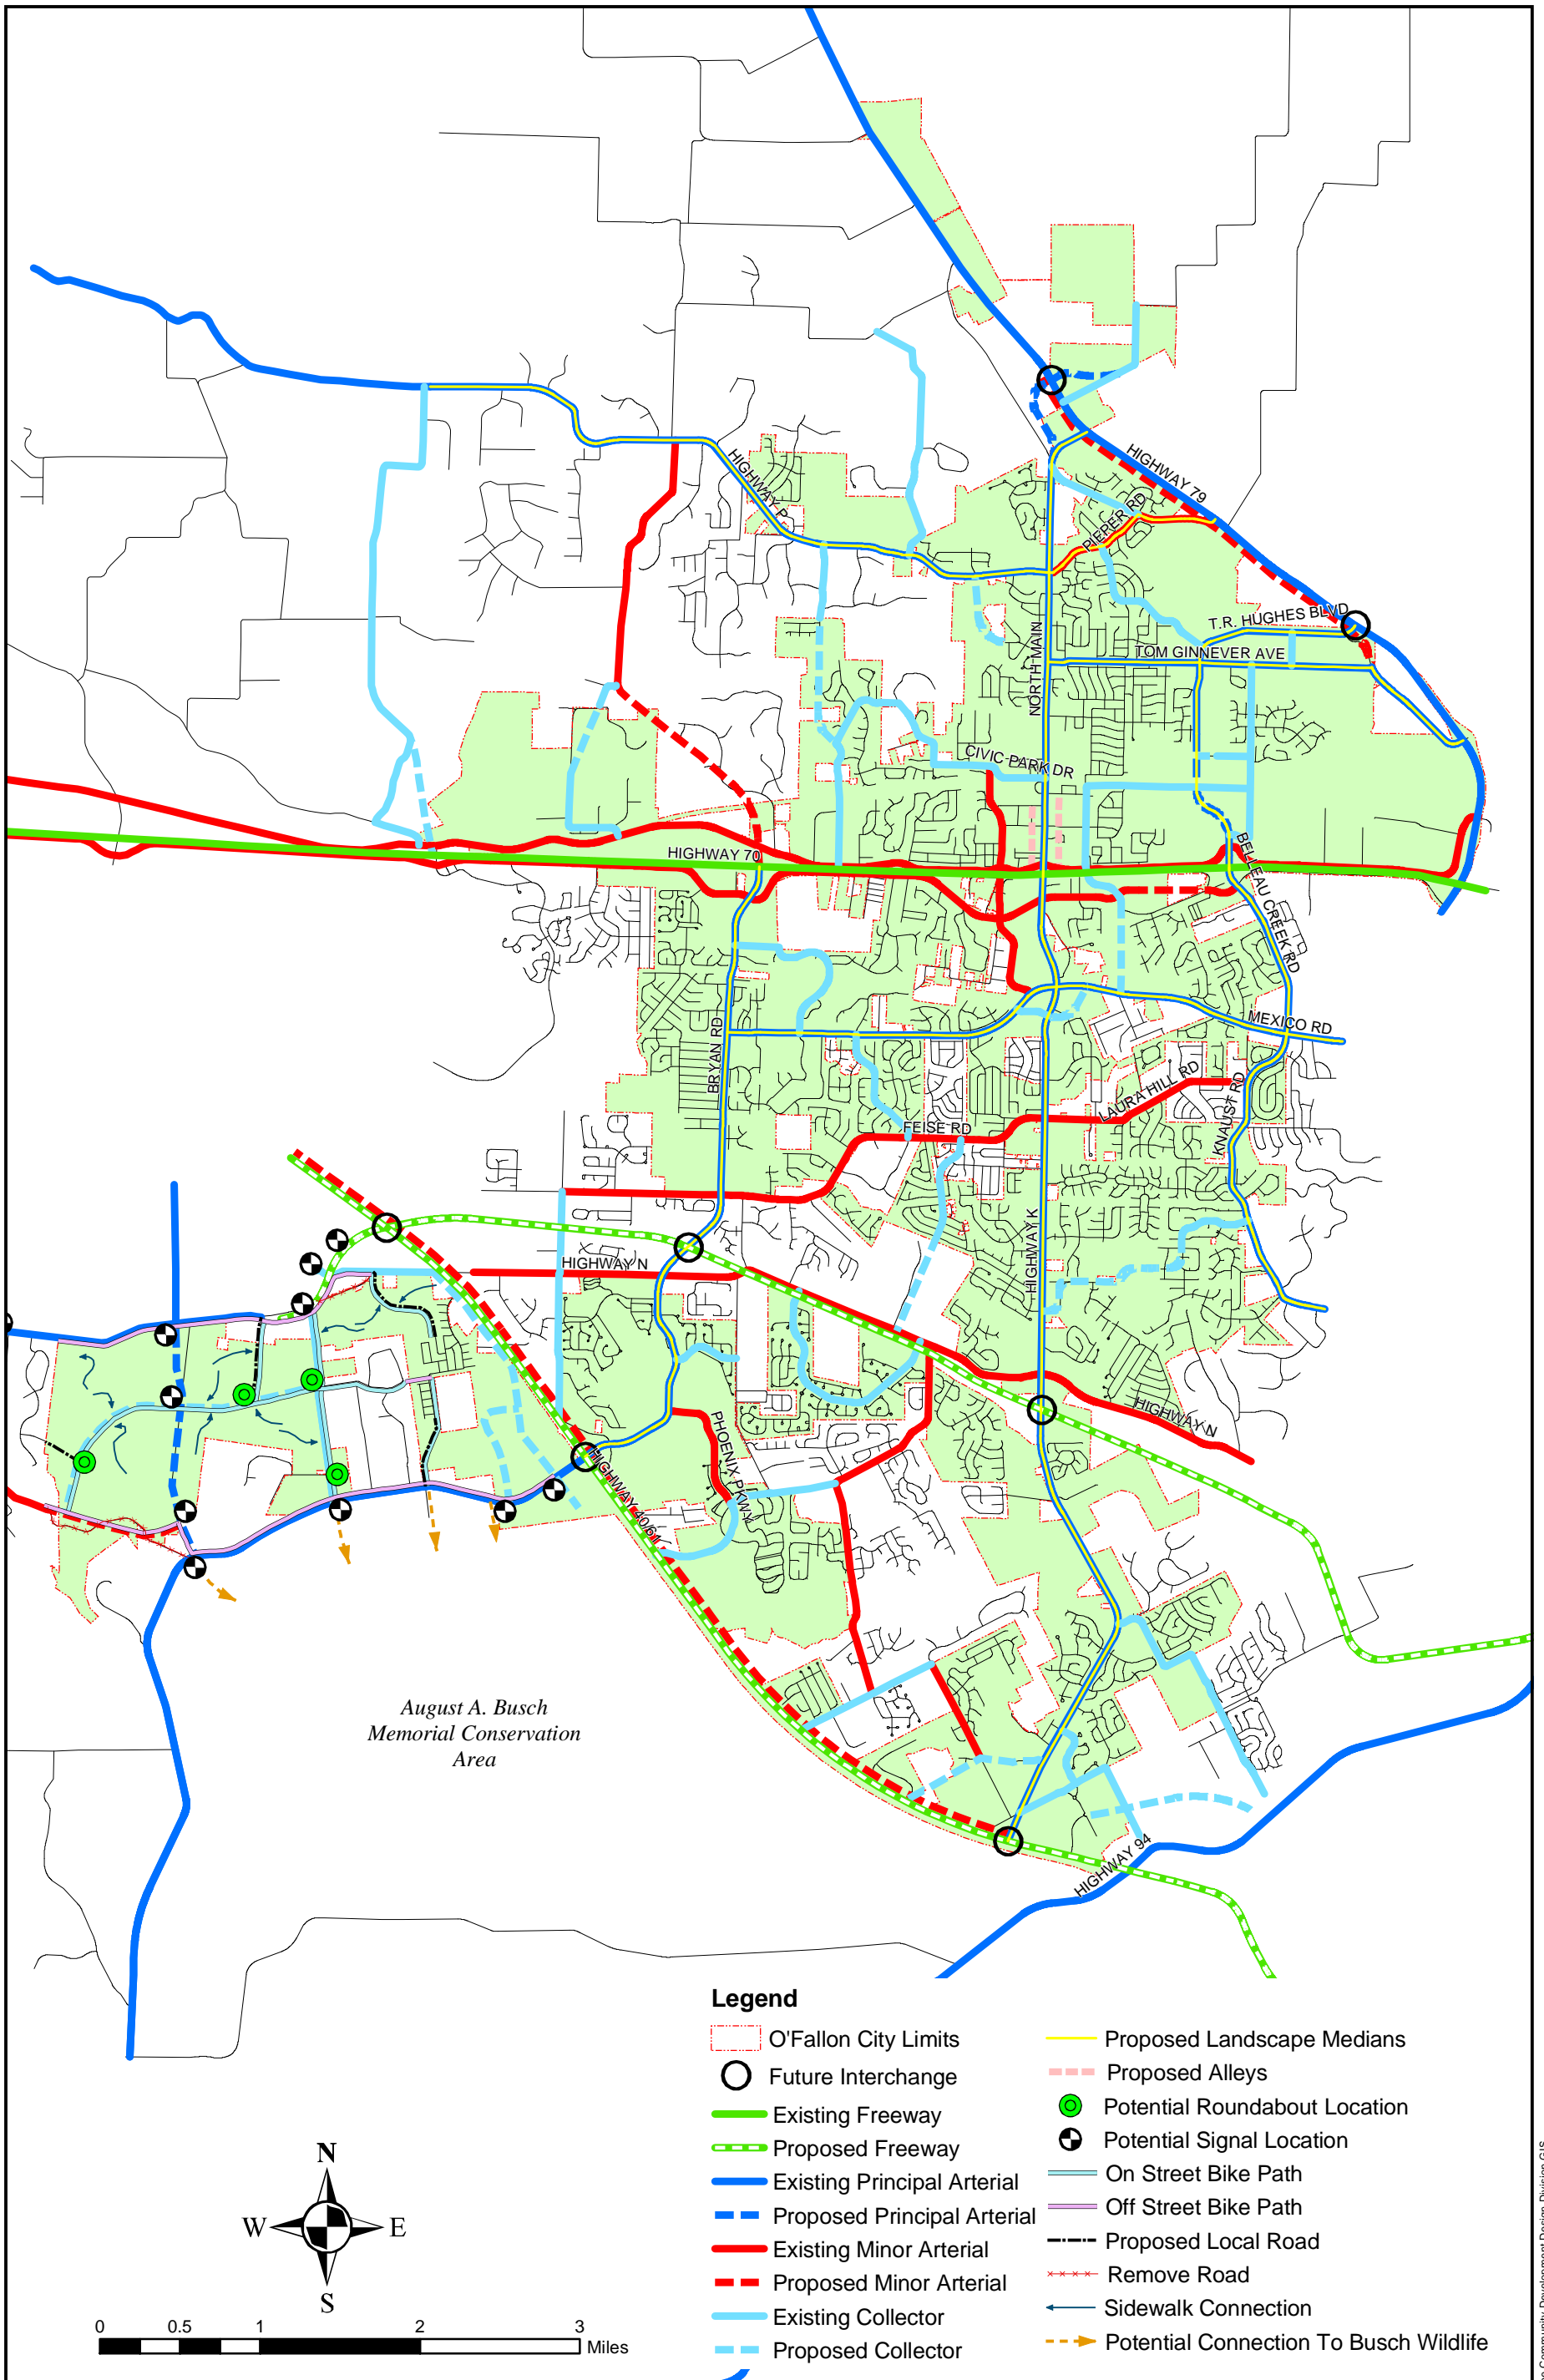 HIGHWAY 79
HIGHWAY P
PIEPER RD
T.R. HUGHES BLVD
TOM GINNEVER AVE
NORTH MAIN
CIVIC PARK DR
HIGHWAY 70
BELLEAU CREEK RD
MEXICO RD
BRYAN RD
LAURA HILL RD
KNAUST RD
FEISE RD
HIGHWAY K
HIGHWAY N
HIGHWAY N
PHOENIX PKWY
HIGHWAY 40/61
August A. Busch
Memorial Conservation
Area
HIGHWAY 94
Legend
O'Fallon City Limits
Future Interchange
Existing Freeway
Proposed Freeway
Existing Principal Arterial
Proposed Principal Arterial
Existing Minor Arterial
Proposed Minor Arterial
Existing Collector
Proposed Collector
Proposed Landscape Medians
Proposed Alleys
Potential Roundabout Location
Potential Signal Location
On Street Bike Path
Off Street Bike Path
Proposed Local Road
Remove Road
Sidewalk Connection
Potential Connection To Busch Wildlife
N
W E
S
0 0.5 1 2 3
Miles
Community Development Design Division GIS